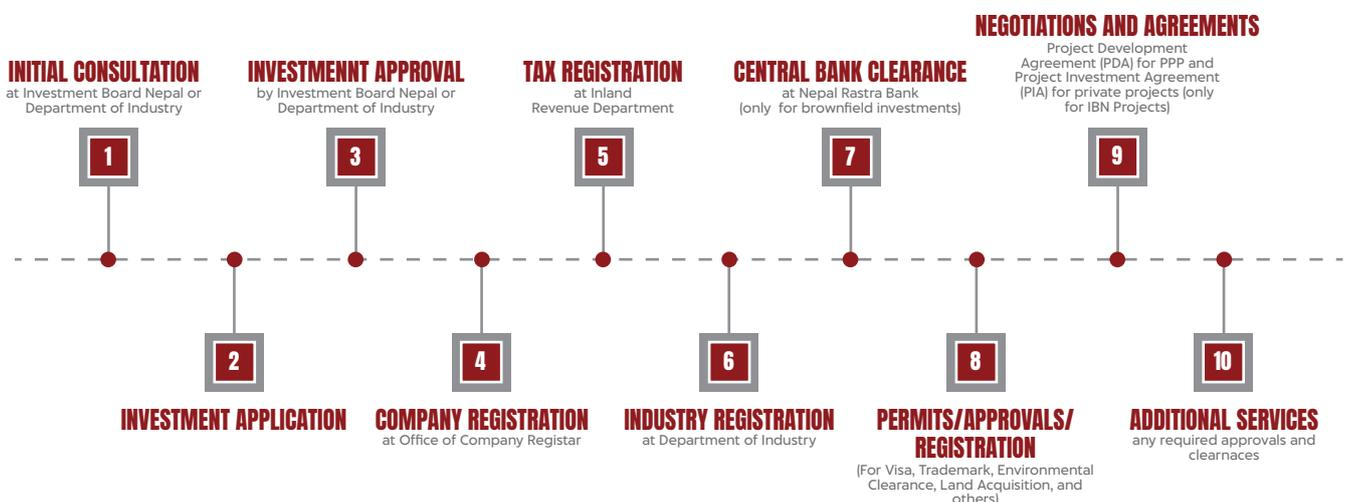 INITIAL CONSULTATION
at Investment Board Nepal or
Department of Industry
1
2
INVESTMENT APPLICATION
INVESTMENNT APPROVAL
by Investment Board Nepal or
Department of Industry
3
4
COMPANY REGISTRATION
at Office of Company Registar
TAX REGISTRATION
at Inland
Revenue Department
5
6
INDUSTRY REGISTRATION
at Department of Industry
CENTRAL BANK CLEARANCE
at Nepal Rastra Bank
(only for brownfield investments)
7
8
PERMITS/APPROVALS/
REGISTRATION
(For Visa, Trademark, Environmental
Clearance, Land Acquisition, and
others)
NEGOTIATIONS AND AGREEMENTS
Project Development
Agreement (PDA) for PPP and
Project Investment Agreement
(PIA) for private projects (only
for IBN Projects)
9
10
ADDITIONAL SERVICES
any required approvals and
clearnaces